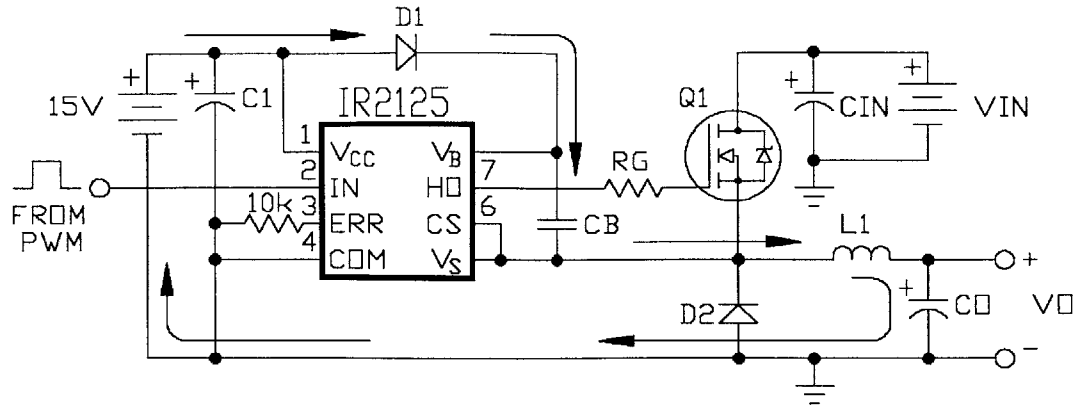 D1
+
15V
+
C1
IR2125
Q1
+
CIN
+
VIN
1
VCC
VB
2
IN
HO
7
RG
FROM
PWM
10k
3
ERR
CS
6
CB
4
COM
VS
L1
+
D2
+
CO
VO
-